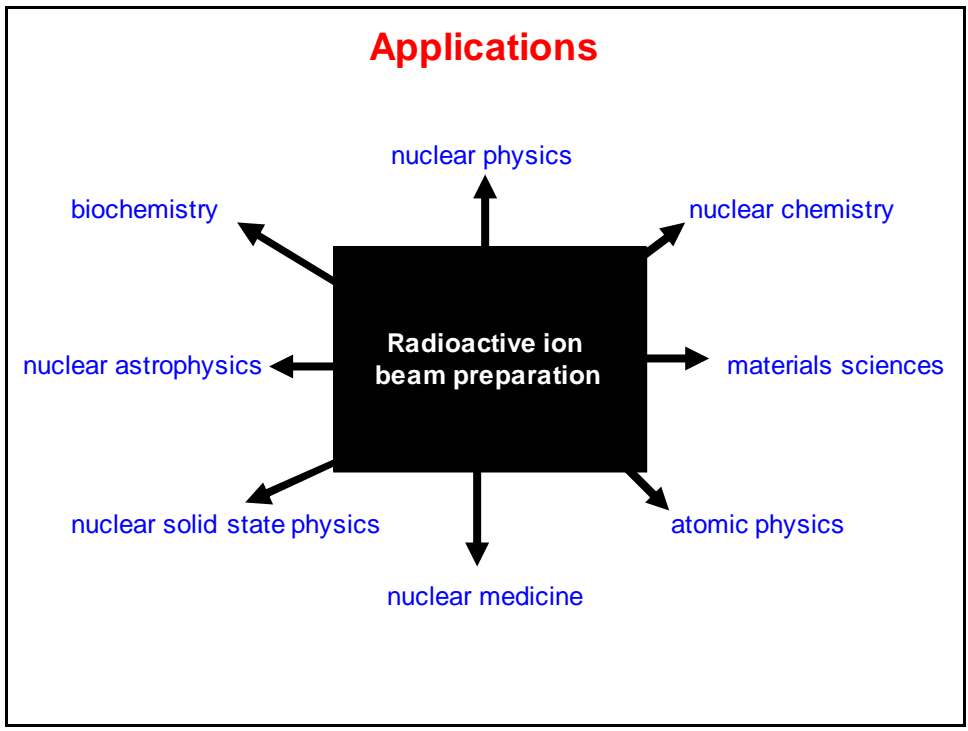 Applications
nuclear physics
biochemistry
nuclear chemistry
Radioactive ion
beam preparation
nuclear astrophysics
materials sciences
nuclear solid state physics
atomic physics
nuclear medicine